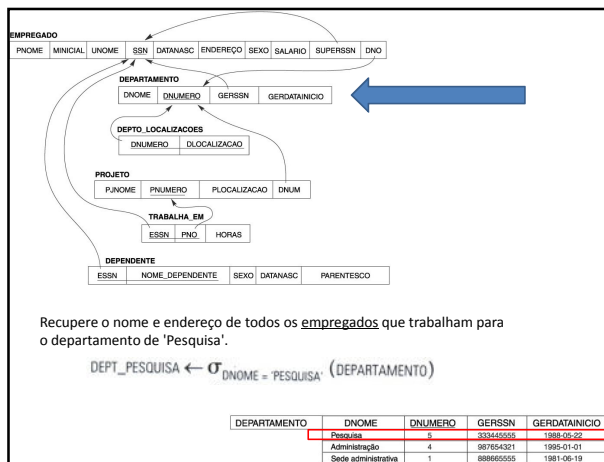 EMPREGADO
PNOME MINICIAL UNOME SSN DATANASC ENDEREÇO SEXO SALARIO SUPERSSN DNO
DEPARTAMENTO
DNOME DNUMERO GERSSN GERDATAINICIO
DEPTO_LOCALIZACOES
DNUMERO DLOCALIZACAO
PROJETO
PJNOME PNUMERO PLOCALIZACAO DNUM
TRABALHA_EM
ESSN PNO HORAS
DEPENDENTE
ESSN NOME_DEPENDENTE SEXO DATANASC PARENTESCO
Recupere o nome e endereço de todos os empregados que trabalham para
o departamento de 'Pesquisa'.
DEPT_PESQUISA ← σ DNOME = 'PESQUISA' (DEPARTAMENTO)
DEPARTAMENTO DNOME DNUMERO GERSSN GERDATAINICIO
Pesquisa 5 333445555 1988-05-22
Administração 4 987654321 1995-01-01
Sede administrativa 1 888665555 1981-06-19